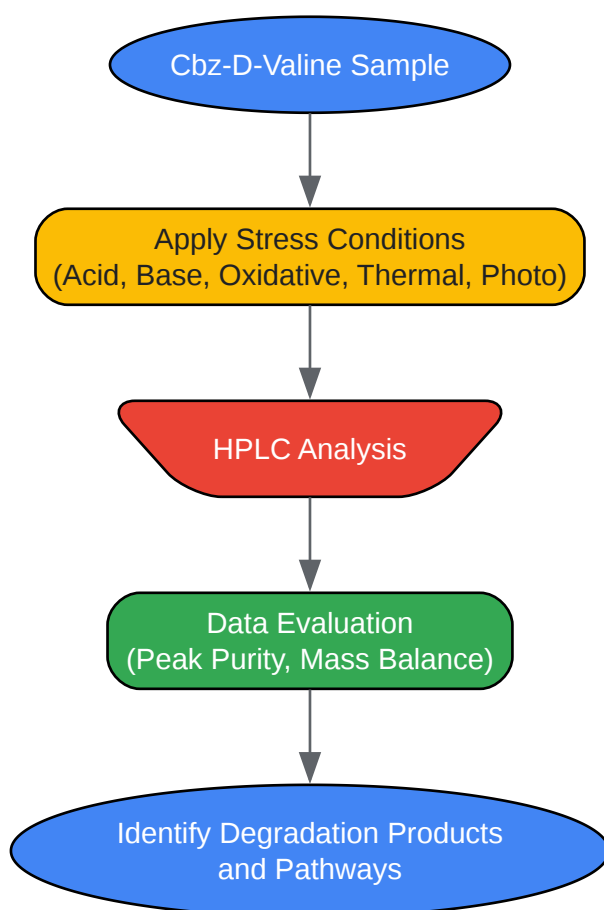 Cbz-D-Valine Sample
Apply Stress Conditions
(Acid, Base, Oxidative, Thermal, Photo)
HPLC Analysis
Data Evaluation
(Peak Purity, Mass Balance)
Identify Degradation Products
and Pathways